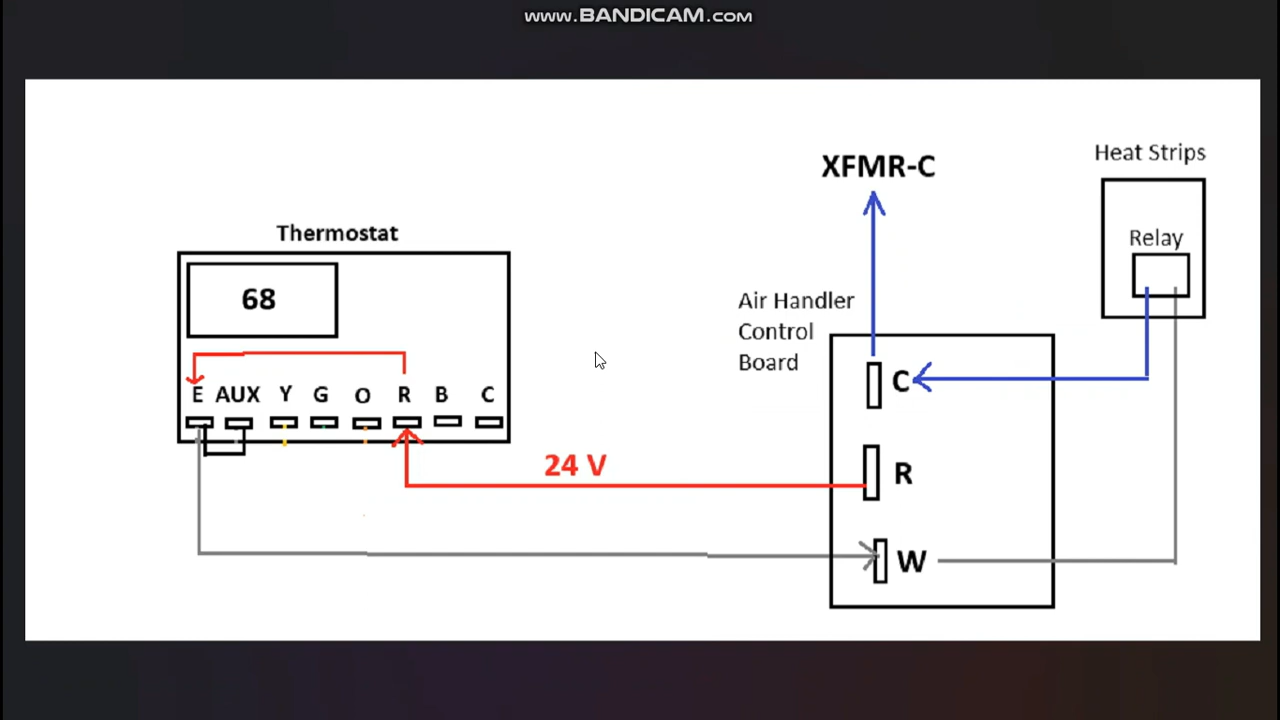 www.BANDICAM.com
XFMR-C
Heat Strips
Thermostat
Relay
68
Air Handler
Control
Board
E AUX Y G O R B C
C
24 V
R
W